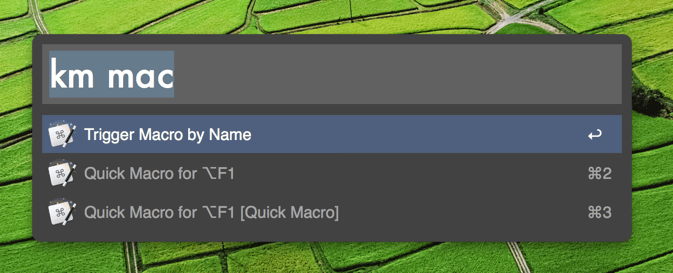 km mac
Trigger Macro by Name ↩
Quick Macro for ⌥F1 ⌘2
Quick Macro for ⌥F1 [Quick Macro] ⌘3